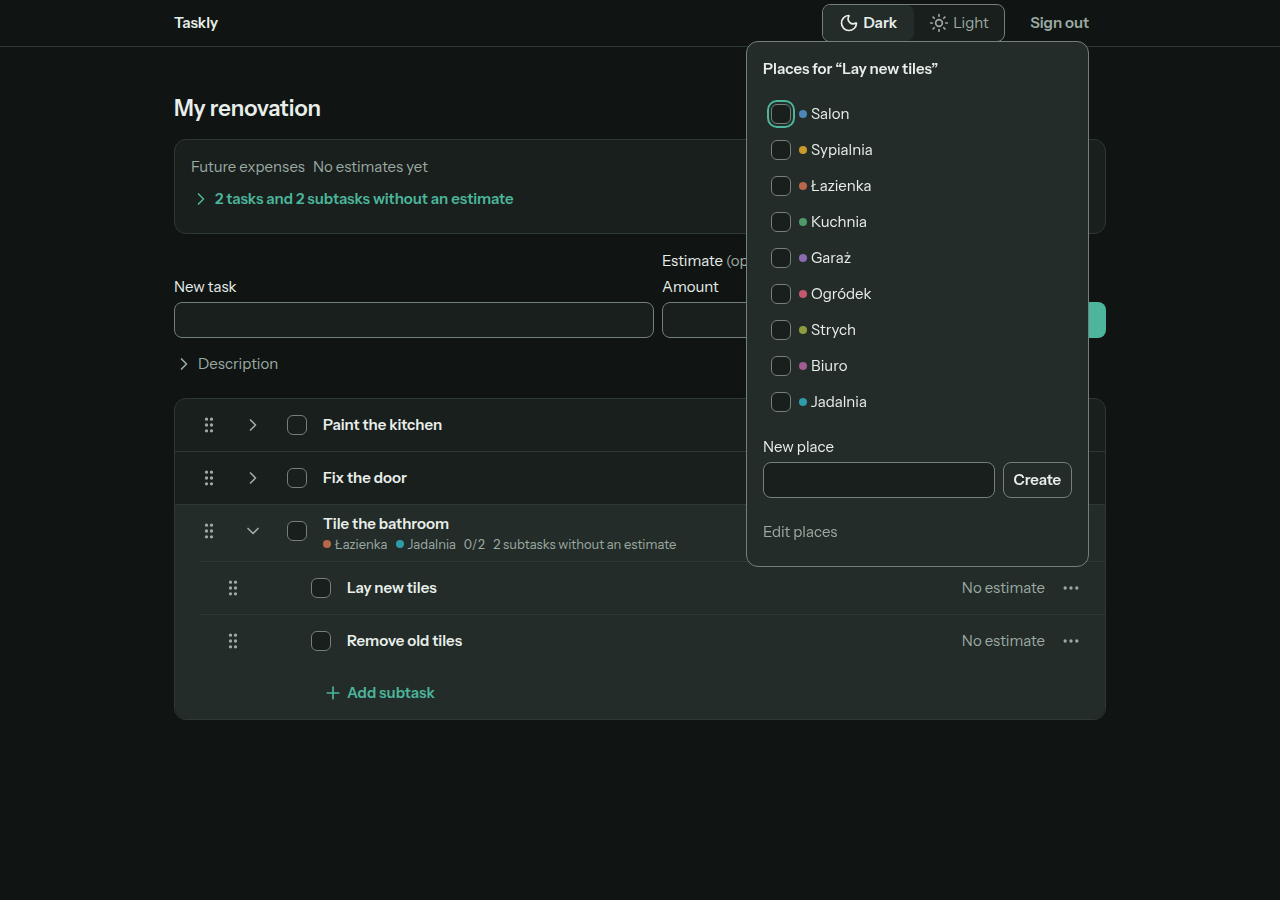 Taskly
Dark
Light
Sign out
Places for “Lay new tiles”
Salon
Sypialnia
Łazienka
Kuchnia
Garaż
Ogródek
Strych
Biuro
Jadalnia
New place
Create
Edit places
My renovation
Future expenses No estimates yet
2 tasks and 2 subtasks without an estimate
Estimate
New task
Amount
Description
Paint the kitchen
Fix the door
Tile the bathroom
Łazienka Jadalnia 0/2 2 subtasks without an estimate
Lay new tiles
No estimate
Remove old tiles
No estimate
Add subtask